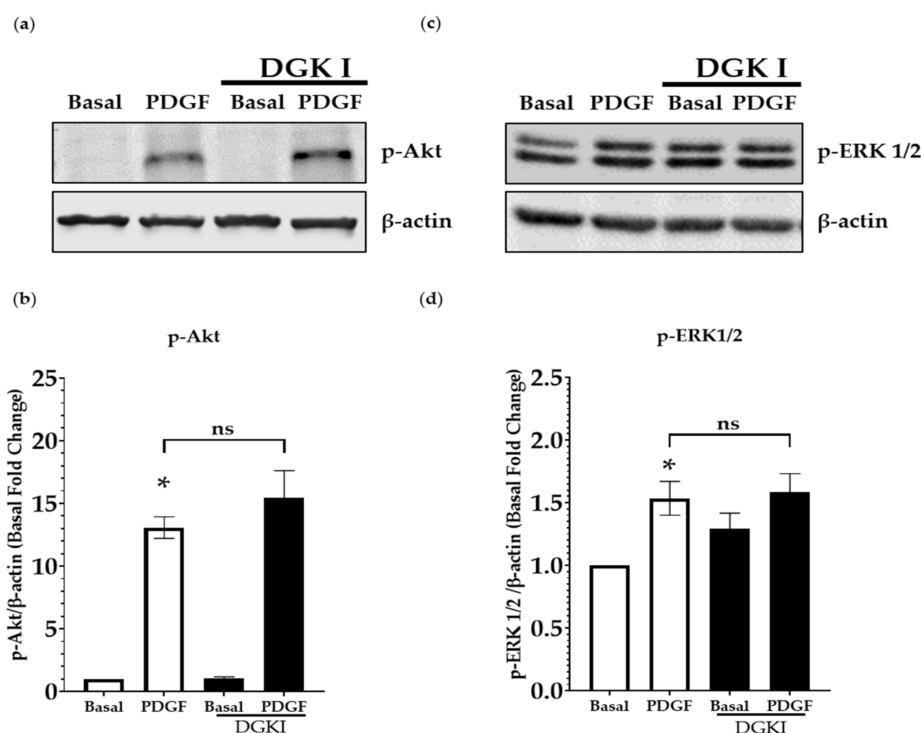 (a)
DGK I
Basal PDGF Basal PDGF
p-Akt
β-actin
(c)
DGK I
Basal PDGF Basal PDGF
p-ERK 1/2
β-actin
(b)
p-Akt
p-Akt/β-actin (Basal Fold Change)
25
20
15
10
5
0
ns
*
Basal PDGF Basal PDGF
DGKI
(d)
p-ERK1/2
p-ERK 1/2 /β-actin (Basal Fold Change)
2.5
2.0
1.5
1.0
0.5
0.0
ns
*
Basal PDGF Basal PDGF
DGKI